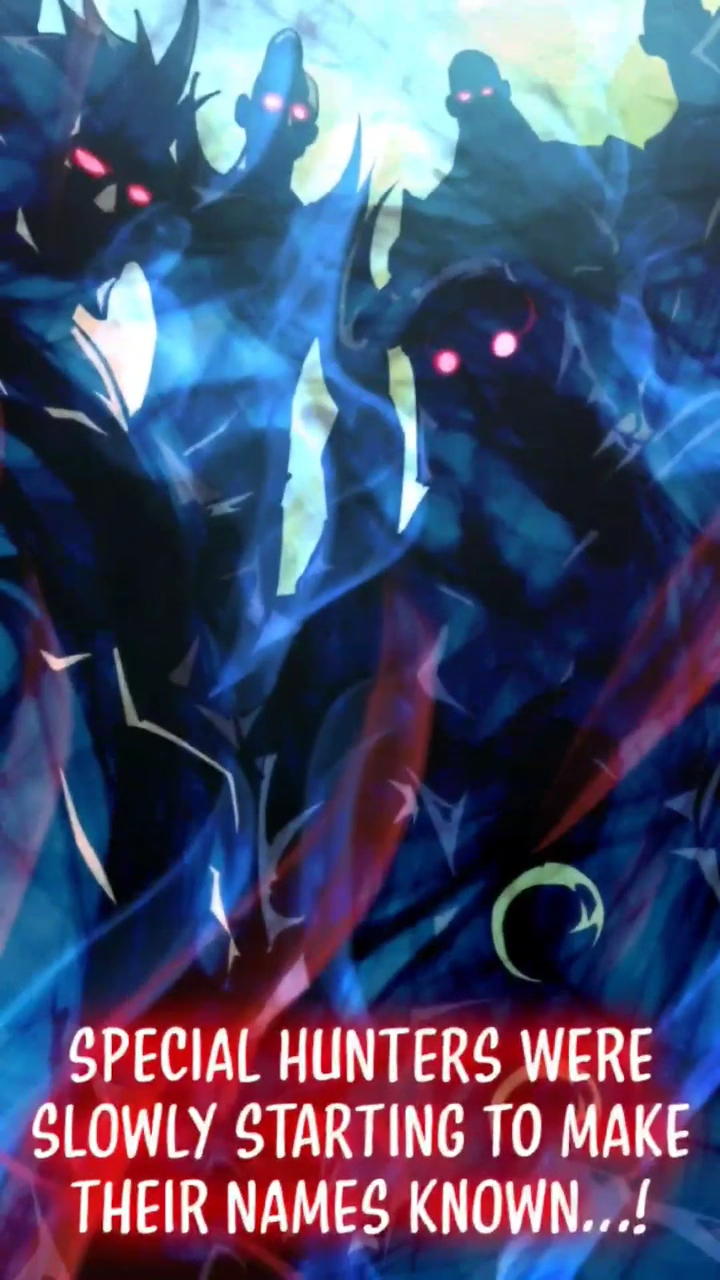 SPECIAL HUNTERS WERE
SLOWLY STARTING TO MAKE
THEIR NAMES KNOWN...!